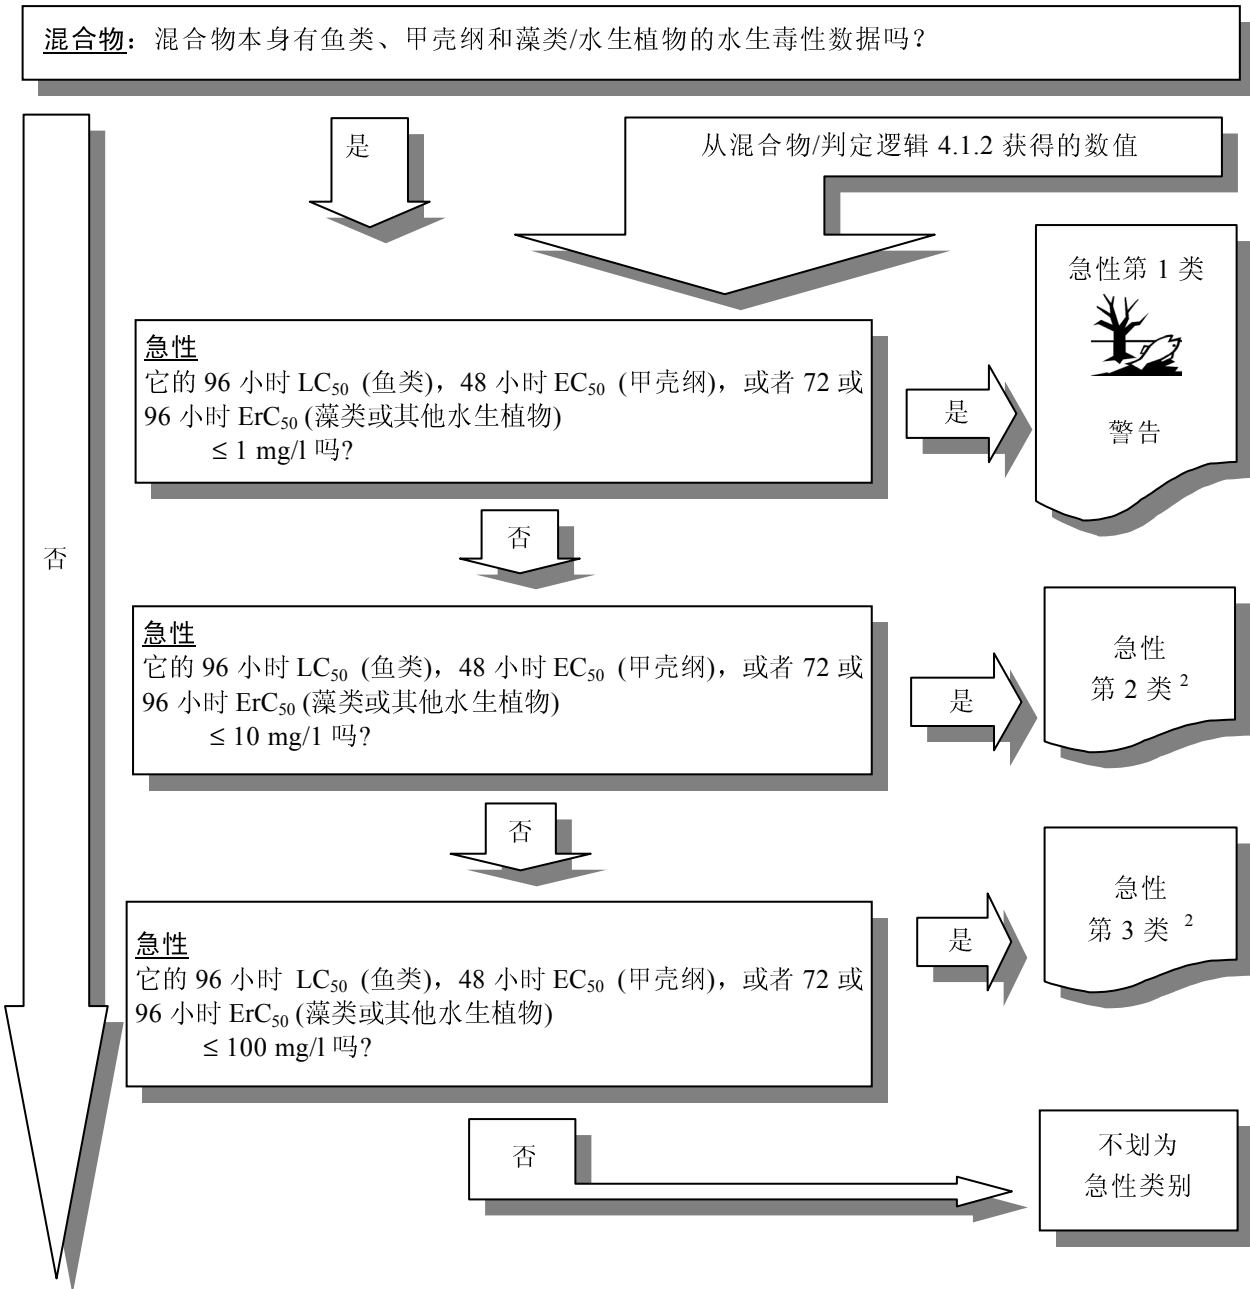 混合物：混合物本身有鱼类、甲壳纲和藻类/水生植物的水生毒性数据吗？
是
从混合物/判定逻辑 4.1.2 获得的数值
急性第 1 类
警告
急性
它的 96 小时 LC50 (鱼类)，48 小时 EC50 (甲壳纲)，或者 72 或
96 小时 ErC50 (藻类或其他水生植物)
≤ 1 mg/l 吗?
是
否
否
急性
它的 96 小时 LC50 (鱼类)，48 小时 EC50 (甲壳纲)，或者 72 或
96 小时 ErC50 (藻类或其他水生植物)
≤ 10 mg/1 吗?
是
急性
第 2 类 2
否
急性
它的 96 小时 LC50 (鱼类)，48 小时 EC50 (甲壳纲)，或者 72 或
96 小时 ErC50 (藻类或其他水生植物)
≤ 100 mg/l 吗?
是
急性
第 3 类 2
否
不划为
急性类别